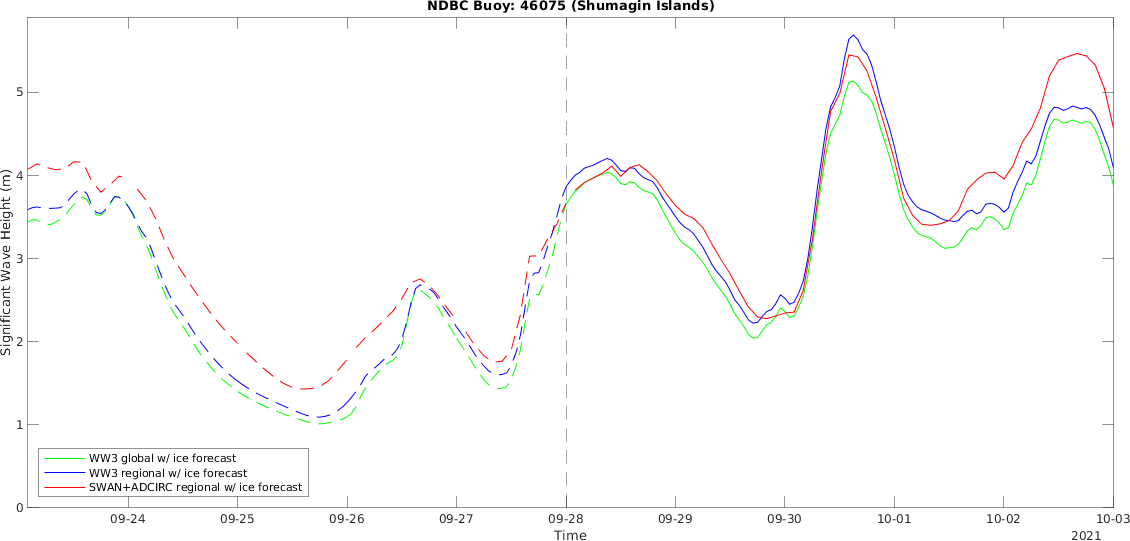 NDBC Buoy: 46075 (Shumagin Islands)
Significant Wave Height (m)
5
4
3
2
1
0
WW3 global w/ ice forecast
WW3 regional w/ ice forecast
SWAN+ADCIRC regional w/ ice forecast
09-24 09-25 09-26 09-27 09-28 09-29 09-30 10-01 10-02 10-03
Time
2021